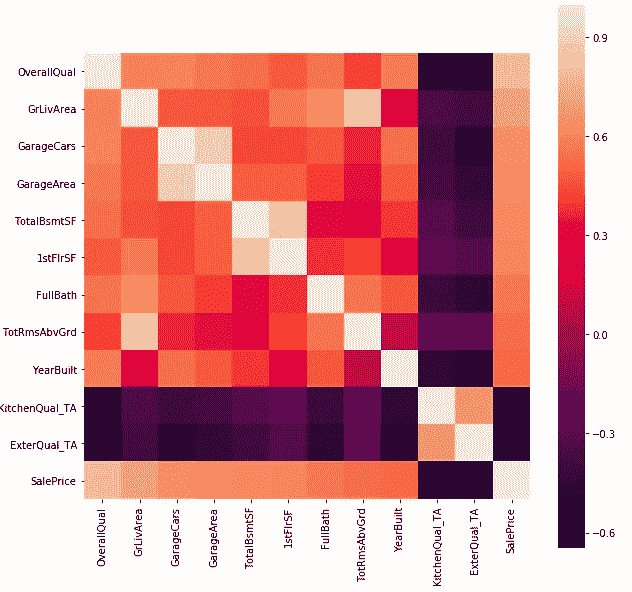 OverallQual
GrLivArea
GarageCars
GarageArea
TotalBsmtSF
1stFlrSF
FullBath
TotRmsAbvGrd
YearBuilt
KitchenQual_TA
ExterQual_TA
SalePrice
OverallQual
GrLivArea
GarageCars
GarageArea
TotalBsmtSF
1stFlrSF
FullBath
TotRmsAbvGrd
YearBuilt
KitchenQual_TA
ExterQual_TA
SalePrice
0.9
0.6
0.3
0.0
−0.3
−0.6